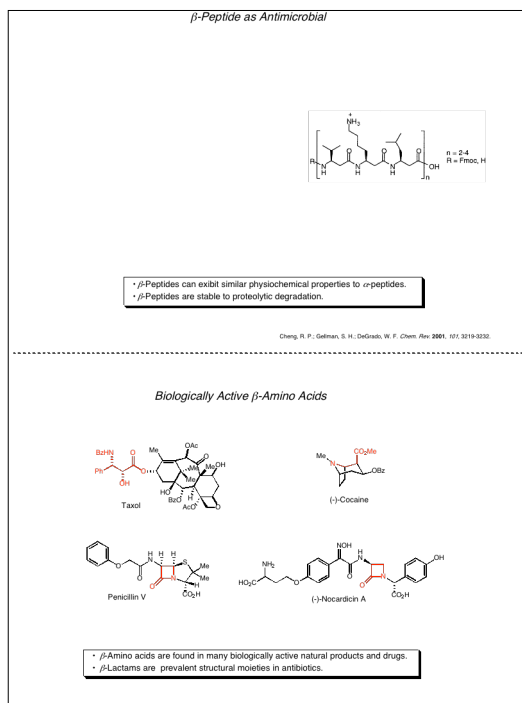 β-Peptide as Antimicrobial
+
NH3
O
O
O
R
N
H
N
H
N
H
OH
n
n = 2-4
R = Fmoc, H
• β-Peptides can exibit similar physiochemical properties to α-peptides.
• β-Peptides are stable to proteolytic degradation.
Cheng, R. P.; Gellman, S. H.; DeGrado, W. F. Chem. Rev. 2001, 101, 3219-3232.
Biologically Active β-Amino Acids
BzHN
O
Ph
OH
O
Me
OAc
O
Me
Me
Me
OH
HO
BzO
H
AcO
O
Taxol
Me
N
CO2Me
OBz
(-)-Cocaine
O
O
H
N
H
H
S
Me
Me
O
N
H
CO2H
Penicillin V
NH2
HO2C
O
NOH
O
H
N
O
N
CO2H
OH
(-)-Nocardicin A
• β-Amino acids are found in many biologically active natural products and drugs.
• β-Lactams are prevalent structural moieties in antibiotics.